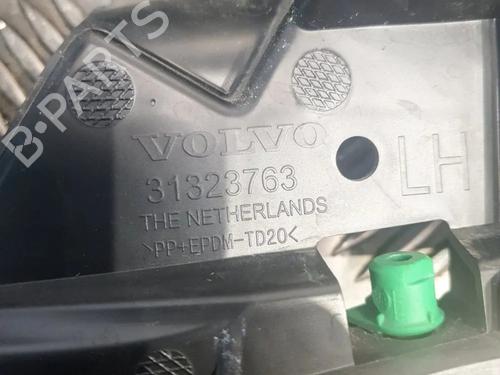 B-PARTS
VOLVO
LH
31323763
THE NETHERLANDS
>PP+EPDM-TD20<